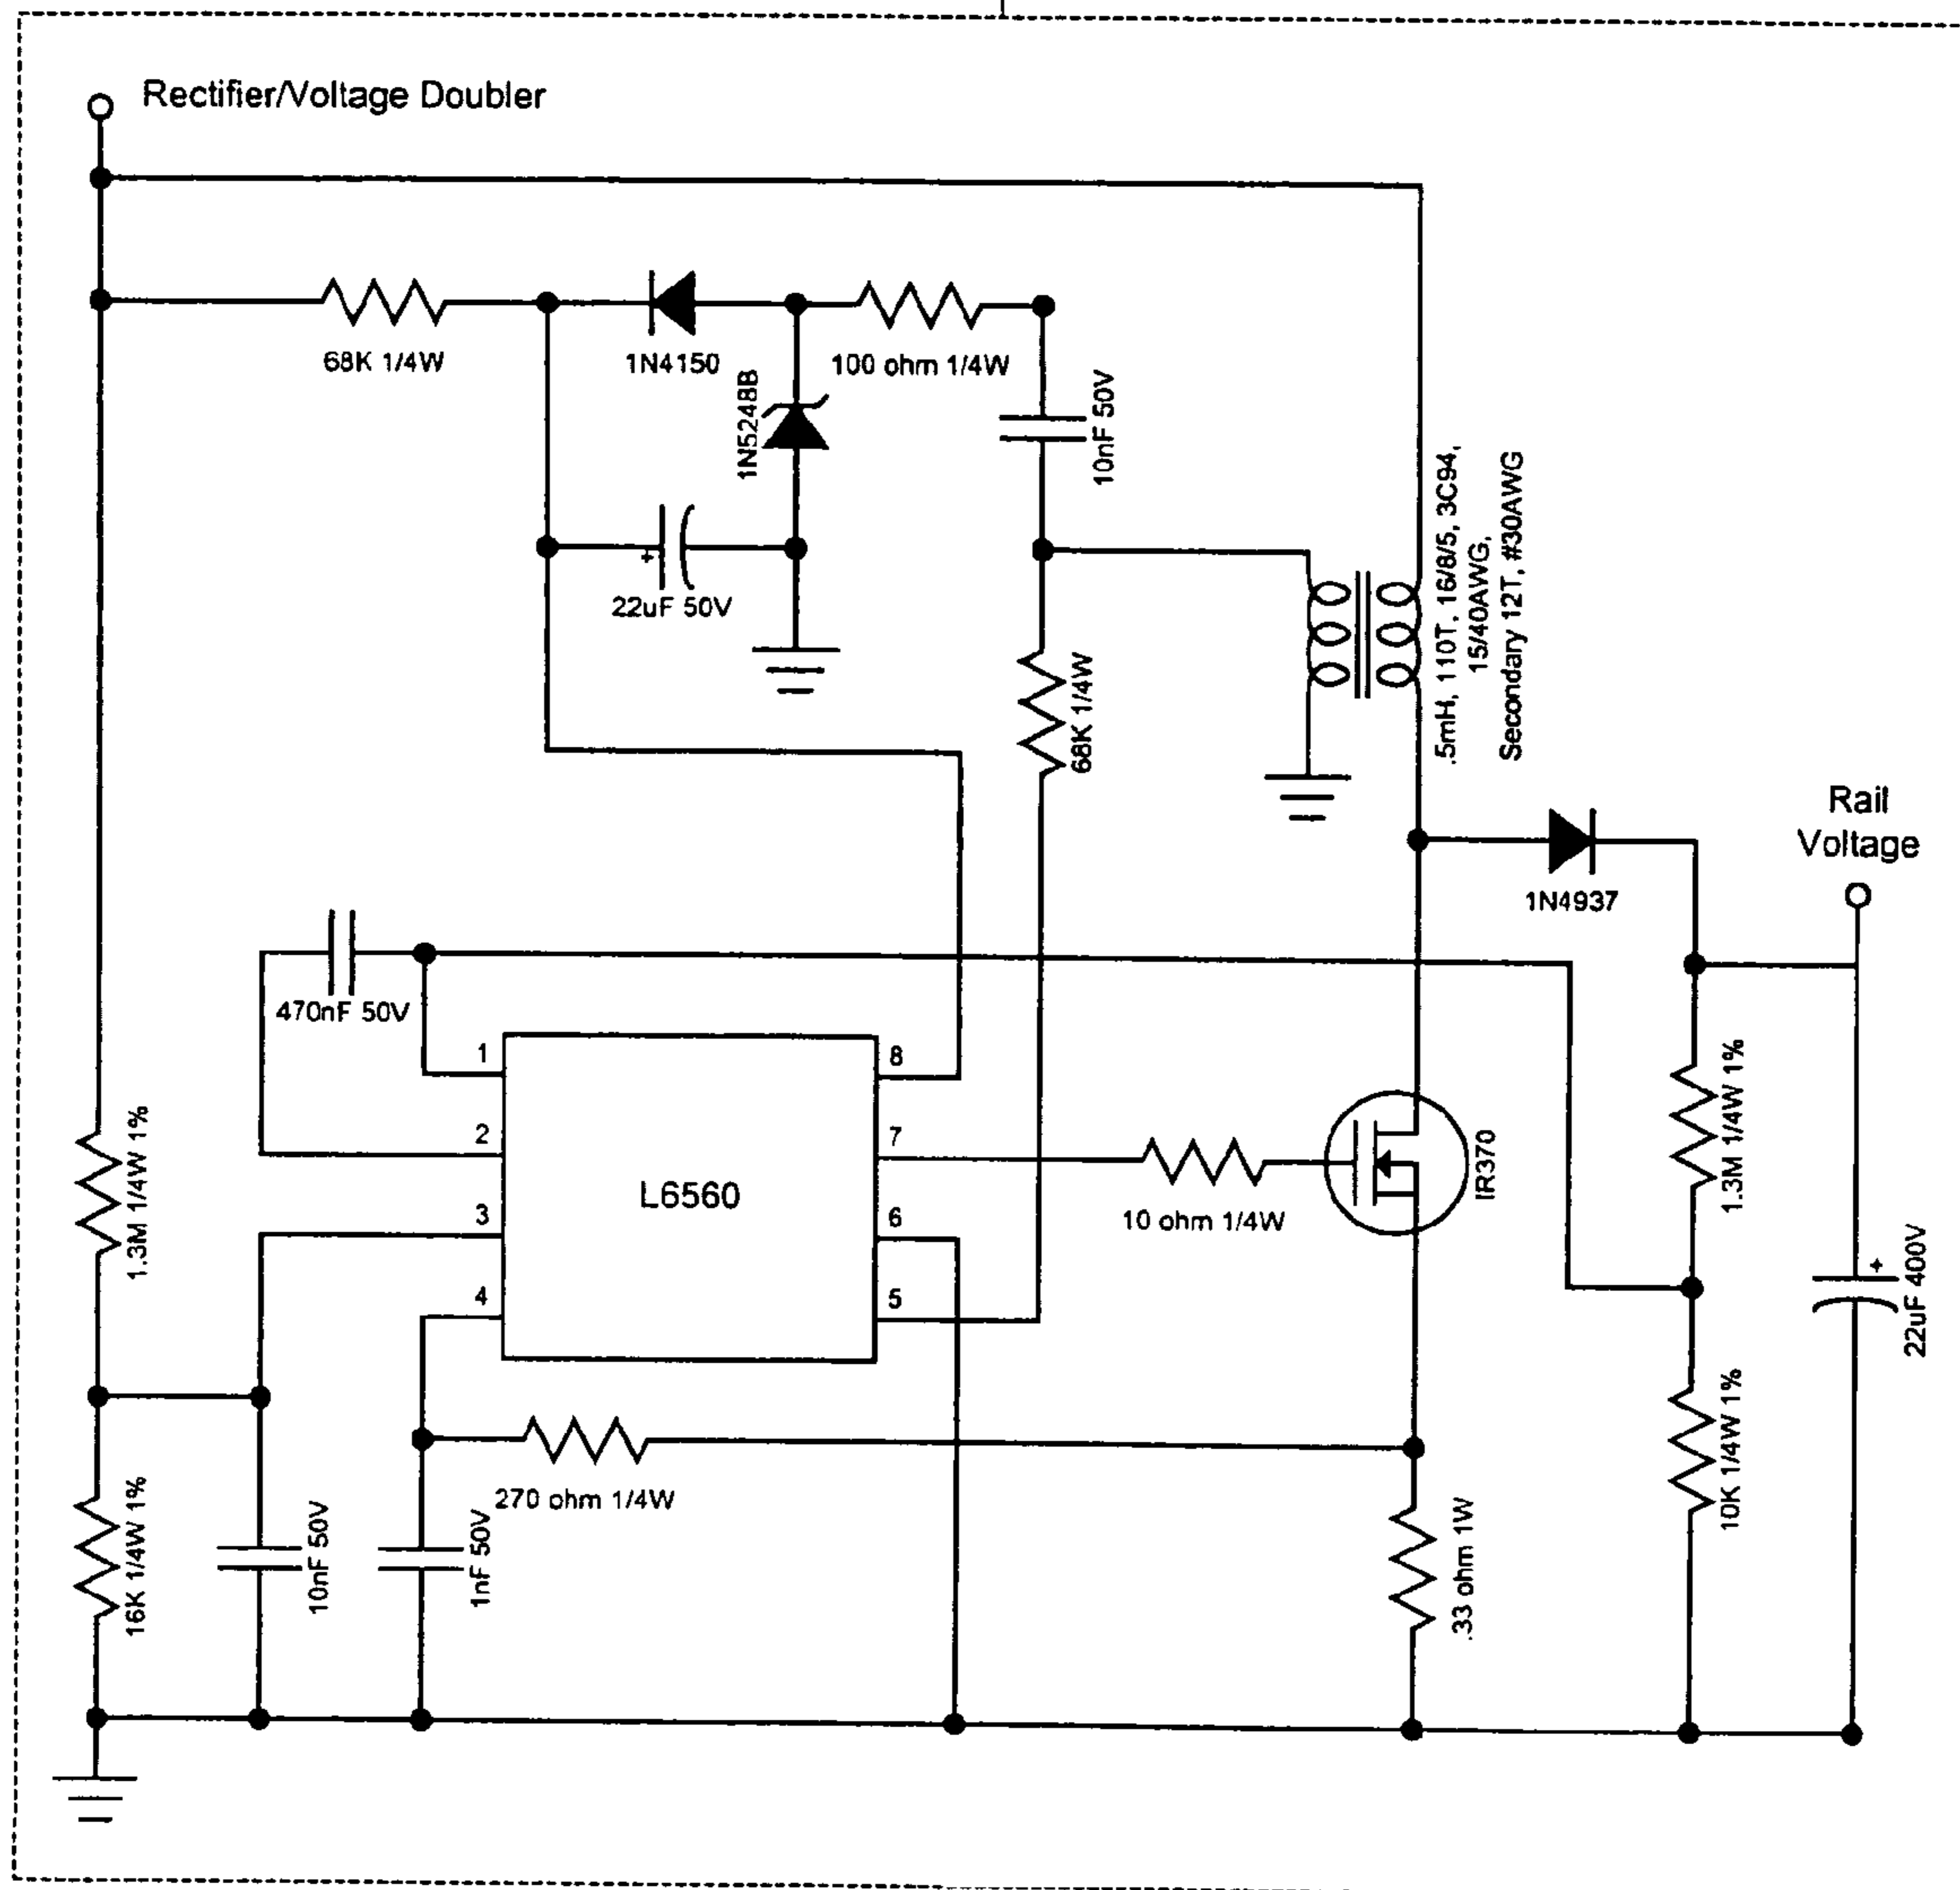 Rectifier/Voltage Doubler
68K 1/4W
1N4150
100 ohm 1/4W
1N5248B
10nF 50V
22uF 50V
68K 1/4W
.5mH, 110T, 16/8/5, 3C94,
15/40AWG,
Secondary 12T, #30AWG
Rail
Voltage
1N4937
470nF 50V
1
2
3
4
L6560
8
7
6
5
10 ohm 1/4W
IR370
1.3M 1/4W 1%
1.3M 1/4W 1%
+
22uF 400V
+
16K 1/4W 1%
10nF 50V
1nF 50V
270 ohm 1/4W
.33 ohm 1W
10K 1/4W 1%